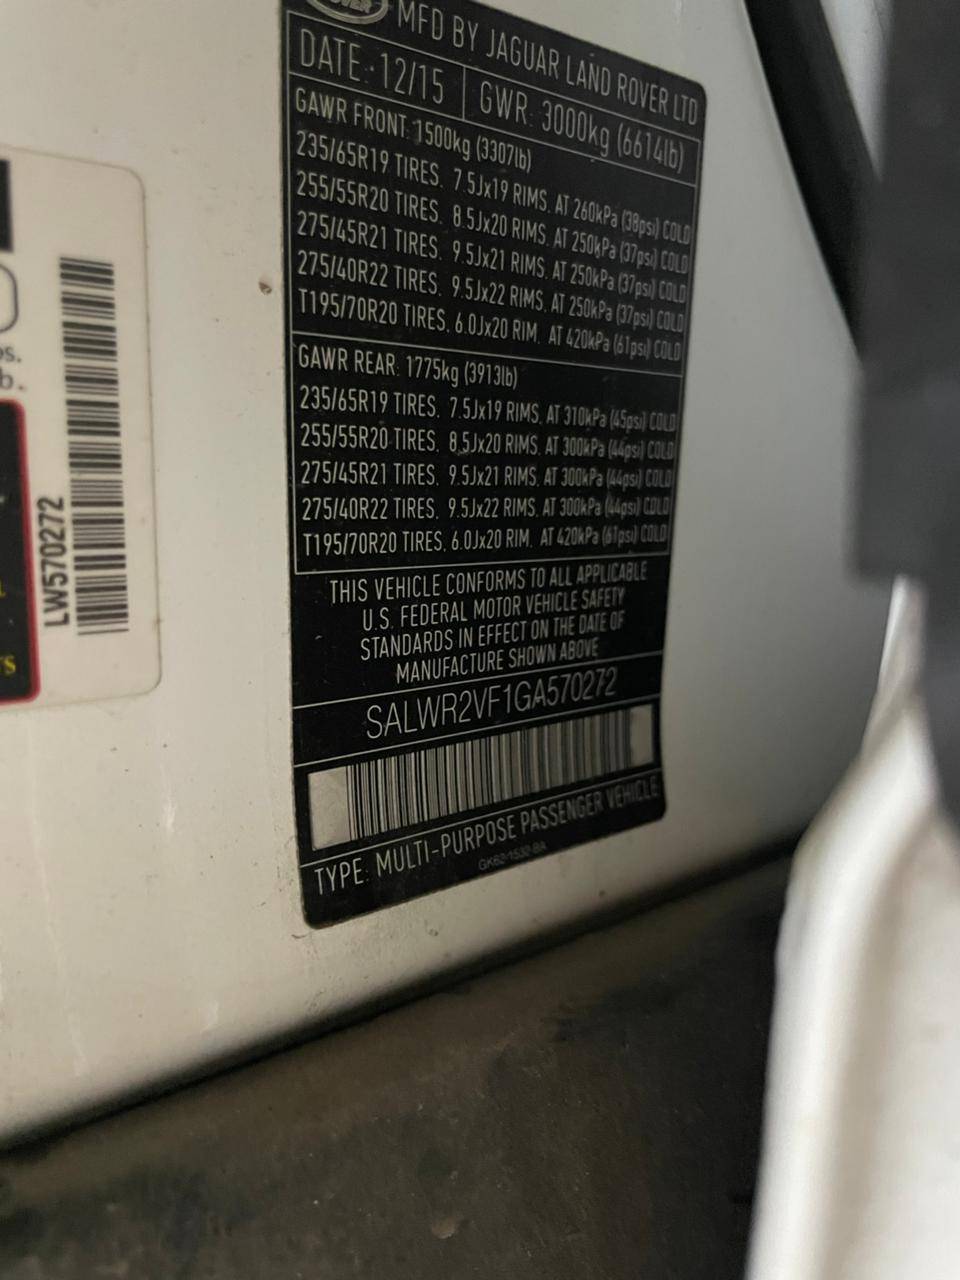 OVER
MFD BY JAGUAR LAND ROVER LTD
DATE: 12/15 GWR: 3000kg (6614lb)
GAWR FRONT: 1500kg (3307lb)
235/65R19 TIRES. 7.5Jx19 RIMS. AT 260kPa (38psi) COLD
255/55R20 TIRES. 8.5Jx20 RIMS. AT 250kPa (37psi) COLD
275/45R21 TIRES. 9.5Jx21 RIMS. AT 250kPa (37psi) COLD
275/40R22 TIRES. 9.5Jx22 RIMS. AT 250kPa (37psi) COLD
T195/70R20 TIRES. 6.0Jx20 RIM. AT 420kPa (61psi) COLD
GAWR REAR: 1775kg (3913lb)
235/65R19 TIRES. 7.5Jx19 RIMS. AT 310kPa (45psi) COLD
255/55R20 TIRES. 8.5Jx20 RIMS. AT 300kPa (44psi) COLD
275/45R21 TIRES. 9.5Jx21 RIMS. AT 300kPa (44psi) COLD
275/40R22 TIRES. 9.5Jx22 RIMS. AT 300kPa (44psi) COLD
T195/70R20 TIRES. 6.0Jx20 RIM. AT 420kPa (61psi) COLD
THIS VEHICLE CONFORMS TO ALL APPLICABLE
U.S. FEDERAL MOTOR VEHICLE SAFETY
STANDARDS IN EFFECT ON THE DATE OF
MANUFACTURE SHOWN ABOVE
SALWR2VF1GA570272
TYPE: MULTI-PURPOSE PASSENGER VEHICLE
LW570272